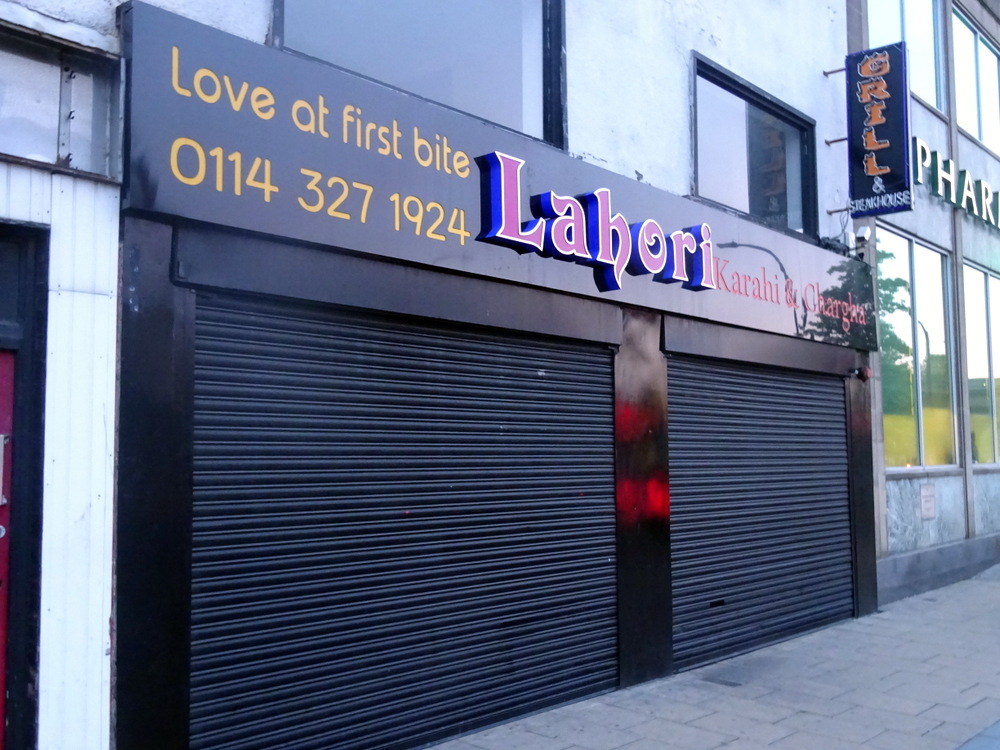 Love at first bite
0114 327 1924
Lahori
Karahi & Chargha
GRILL
&
STEAKHOUSE
PHAR